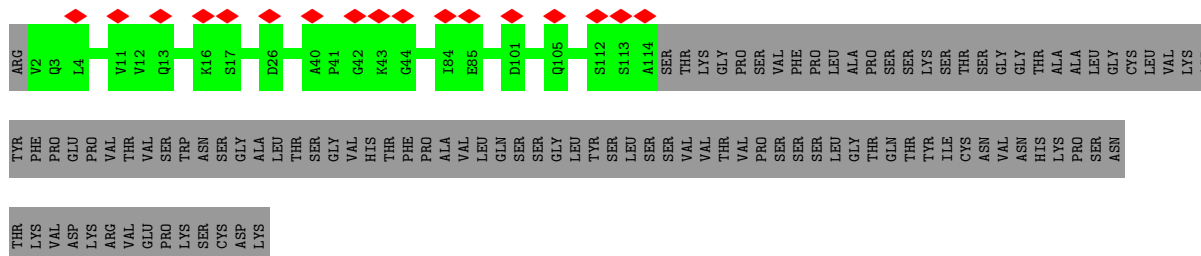 ARG V2 Q3 L4 V11 V12 Q13 K16 S17 D26 A40 P41 G42 K43 G44 I84 E85 D101 Q105 S112 S113 A114 SER THR LYS GLY PRO SER VAL PHE PRO LEU ALA PRO SER SER LYS SER THR SER GLY GLY THR ALA ALA LEU GLY CYS LEU VAL LYS
TYR PHE PRO GLU PRO VAL THR VAL SER TRP ASN SER GLY ALA LEU THR SER GLY VAL HIS THR PHE PRO ALA VAL LEU GLN SER SER GLY LEU TYR SER LEU SER SER VAL VAL THR VAL PRO SER SER SER LEU GLY THR GLN THR TYR ILE CYS ASN VAL ASN HIS LYS PRO SER ASN
THR LYS VAL ASP LYS ARG VAL GLU PRO LYS SER CYS ASP LYS